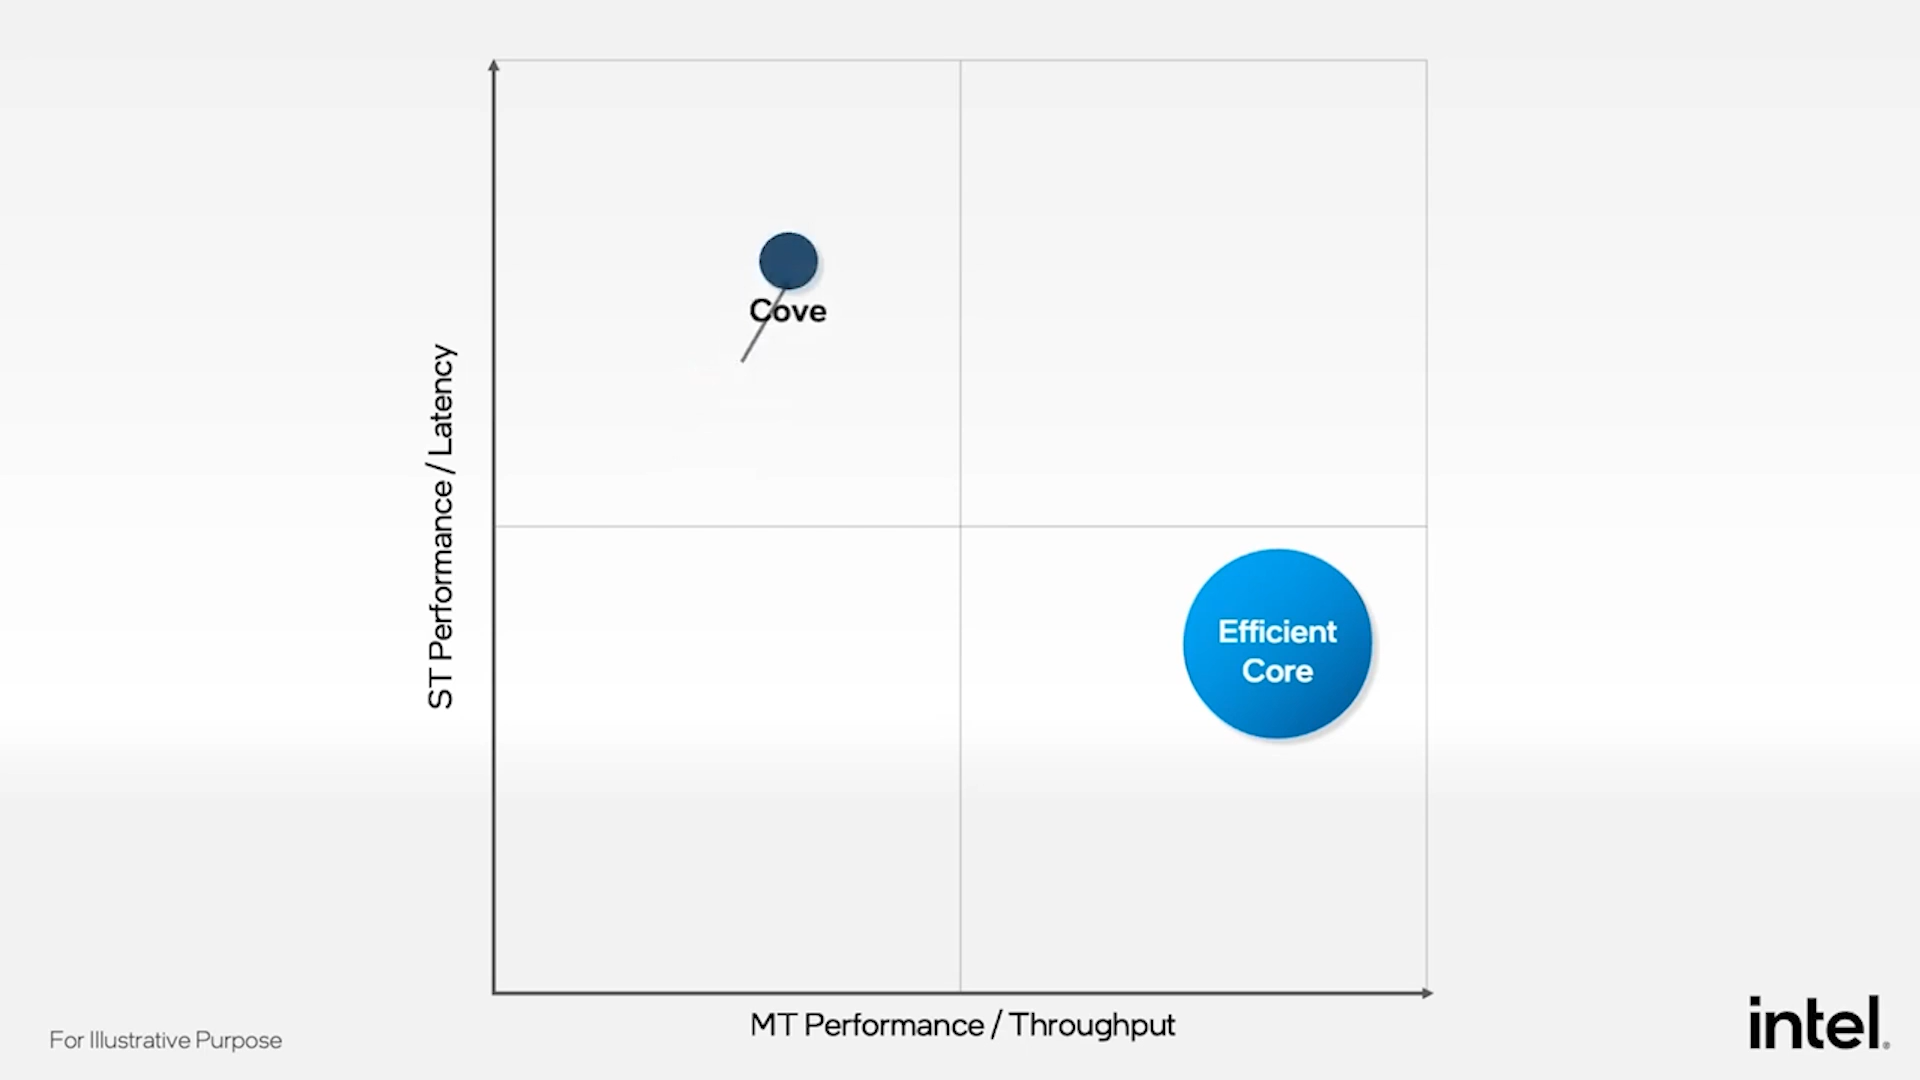 Cove
ST Performance / Latency
Efficient
Core
MT Performance / Throughput
For Illustrative Purpose
intel.